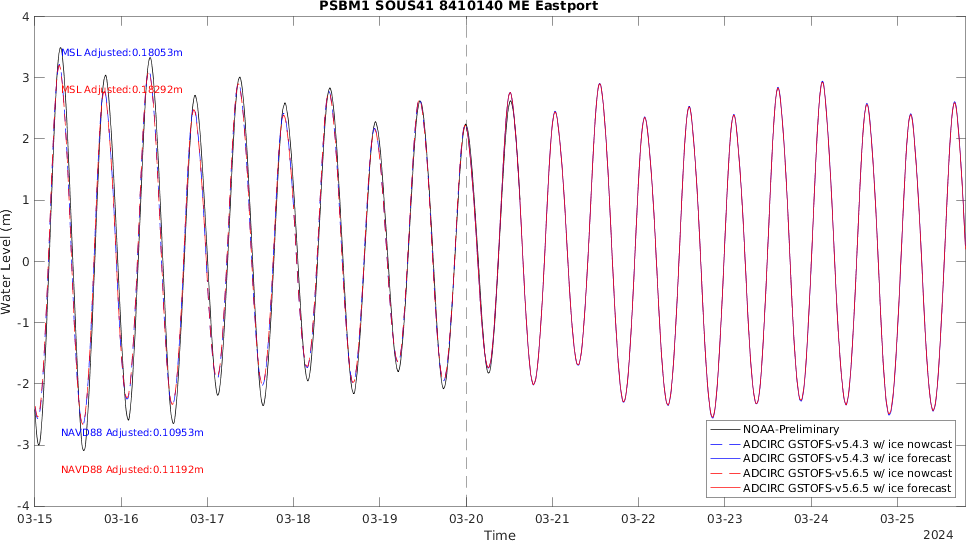 PSBM1 SOUS41 8410140 ME Eastport
4
3
2
1
0
-1
-2
-3
-4
Water Level (m)
MSL Adjusted:0.18053m
MSL Adjusted:0.18292m
NAVD88 Adjusted:0.10953m
NAVD88 Adjusted:0.11192m
NOAA-Preliminary
ADCIRC GSTOFS-v5.4.3 w/ ice nowcast
ADCIRC GSTOFS-v5.4.3 w/ ice forecast
ADCIRC GSTOFS-v5.6.5 w/ ice nowcast
ADCIRC GSTOFS-v5.6.5 w/ ice forecast
03-15 03-16 03-17 03-18 03-19 03-20 03-21 03-22 03-23 03-24 03-25
Time
2024